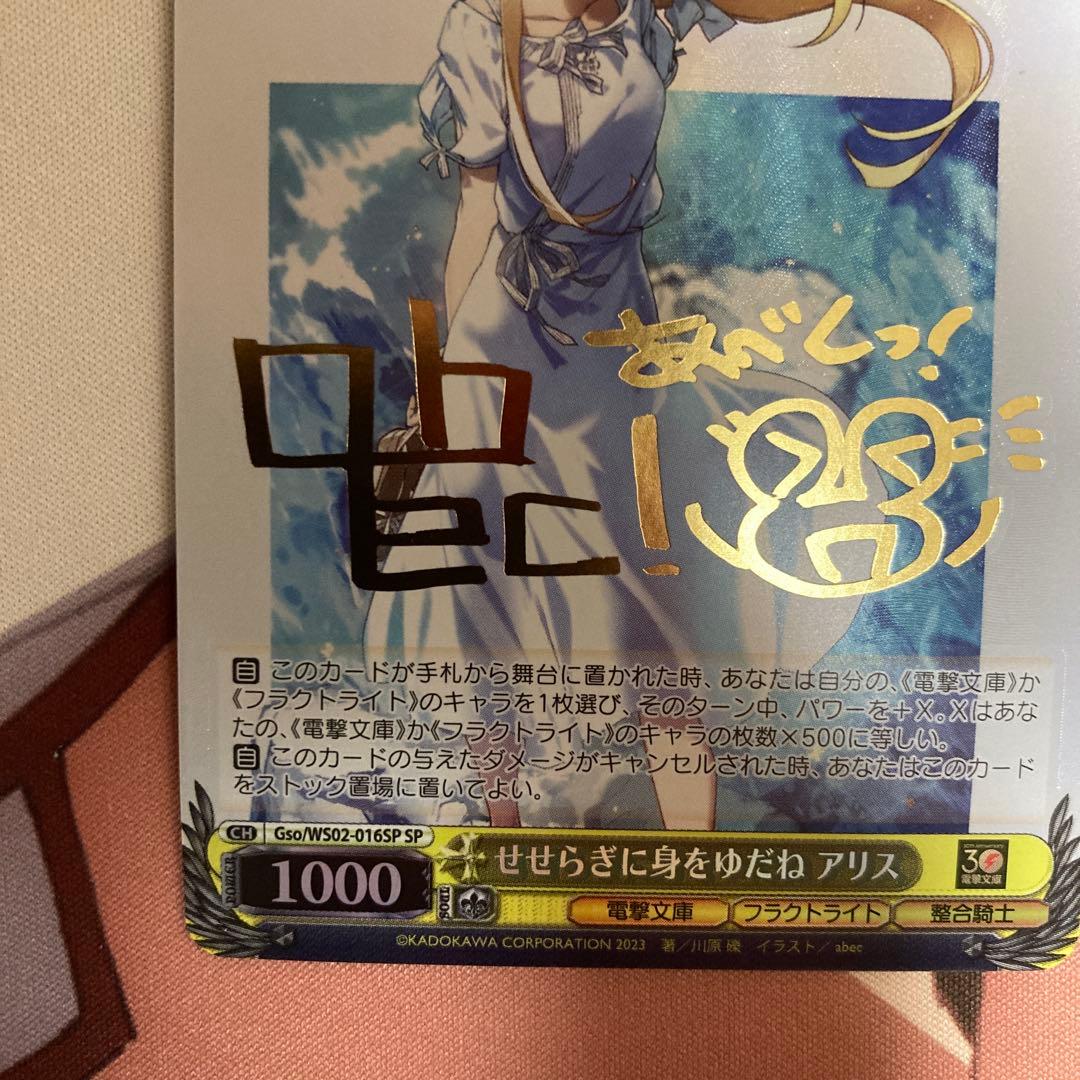 abec
あべしっ!
!
自 このカードが手札から舞台に置かれた時、あなたは自分の、《電撃文庫》か
《フラクトライト》のキャラを1枚選び、そのターン中、パワーを＋X。Xはあな
たの、《電撃文庫》か《フラクトライト》のキャラの枚数×500に等しい。
自 このカードの与えたダメージがキャンセルされた時、あなたはこのカード
をストック置場に置いてよい。
CH Gso/WS02-016SP SP
せせらぎに身をゆだね アリス
30th Anniversary
30
電撃文庫
POWER 1000 SOUL
電撃文庫 フラクトライト 整合騎士
©KADOKAWA CORPORATION 2023 著／川原 礫 イラスト／abec